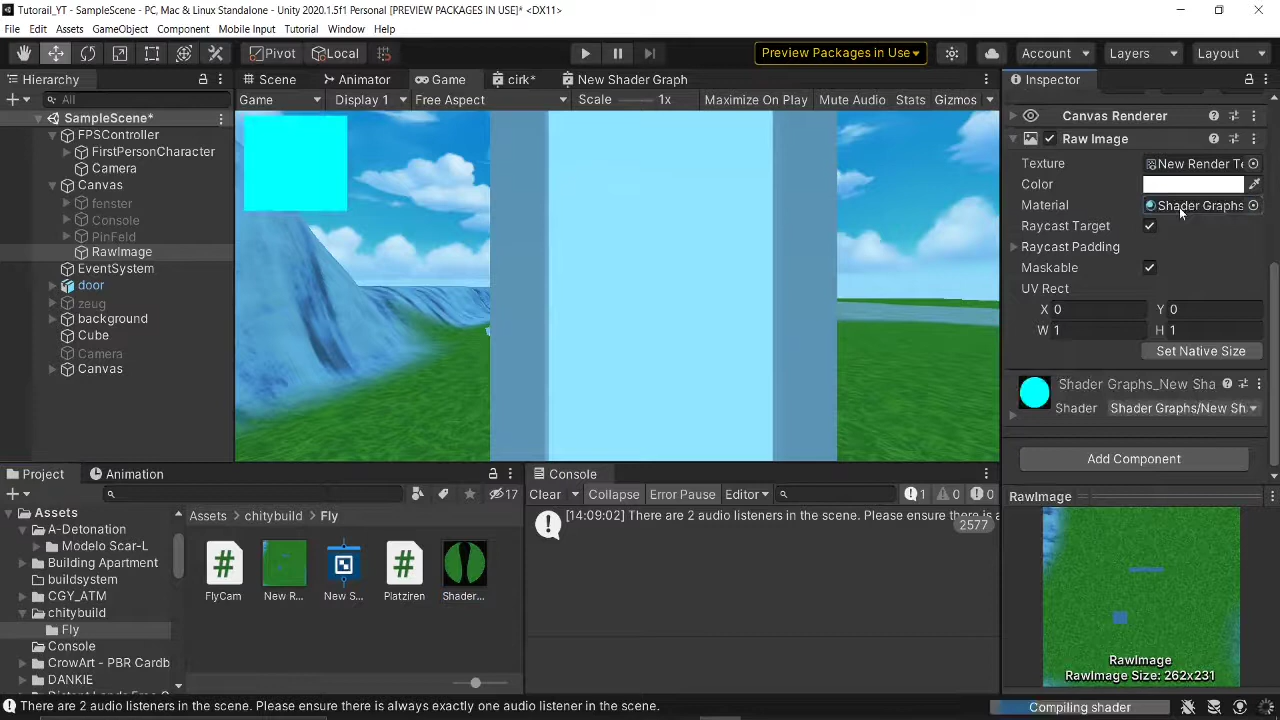 Tutorail_YT - SampleScene - PC, Mac & Linux Standalone - Unity 2020.1.5f1 Personal [PREVIEW PACKAGES IN USE]* <DX11>
File Edit Assets GameObject Component Mobile Input Tutorial Window Help
Pivot Local Preview Packages in Use Account Layers Layout
Hierarchy Scene Animator Game cirk* New Shader Graph Inspector
All Game Display 1 Free Aspect Scale 1x Maximize On Play Mute Audio Stats Gizmos
SampleScene*
FPSController
FirstPersonCharacter
Camera
Canvas
fenster
Console
PinFeld
RawImage
EventSystem
door
zeug
background
Cube
Camera
Canvas
Canvas Renderer
Raw Image
Texture New Render Te
Color
Material Shader Graphs
Raycast Target
Raycast Padding
Maskable
UV Rect
X 0 Y 0
W 1 H 1
Set Native Size
Shader Graphs_New Sha
Shader Shader Graphs/New Sh
Add Component
Project Animation Console
17 Clear Collapse Error Pause Editor 1 0 0
Assets
A-Detonation
Modelo Scar-L
Building Apartment
buildsystem
CGY_ATM
chitybuild
Fly
Console
CrowArt - PBR Cardb
DANKIE
Assets chitybuild Fly
FlyCam New R... New S... Platziren Shader...
[14:09:02] There are 2 audio listeners in the scene. Please ensure there is a
2577
RawImage
RawImage
RawImage Size: 262x231
There are 2 audio listeners in the scene. Please ensure there is always exactly one audio listener in the scene.
Compiling shader